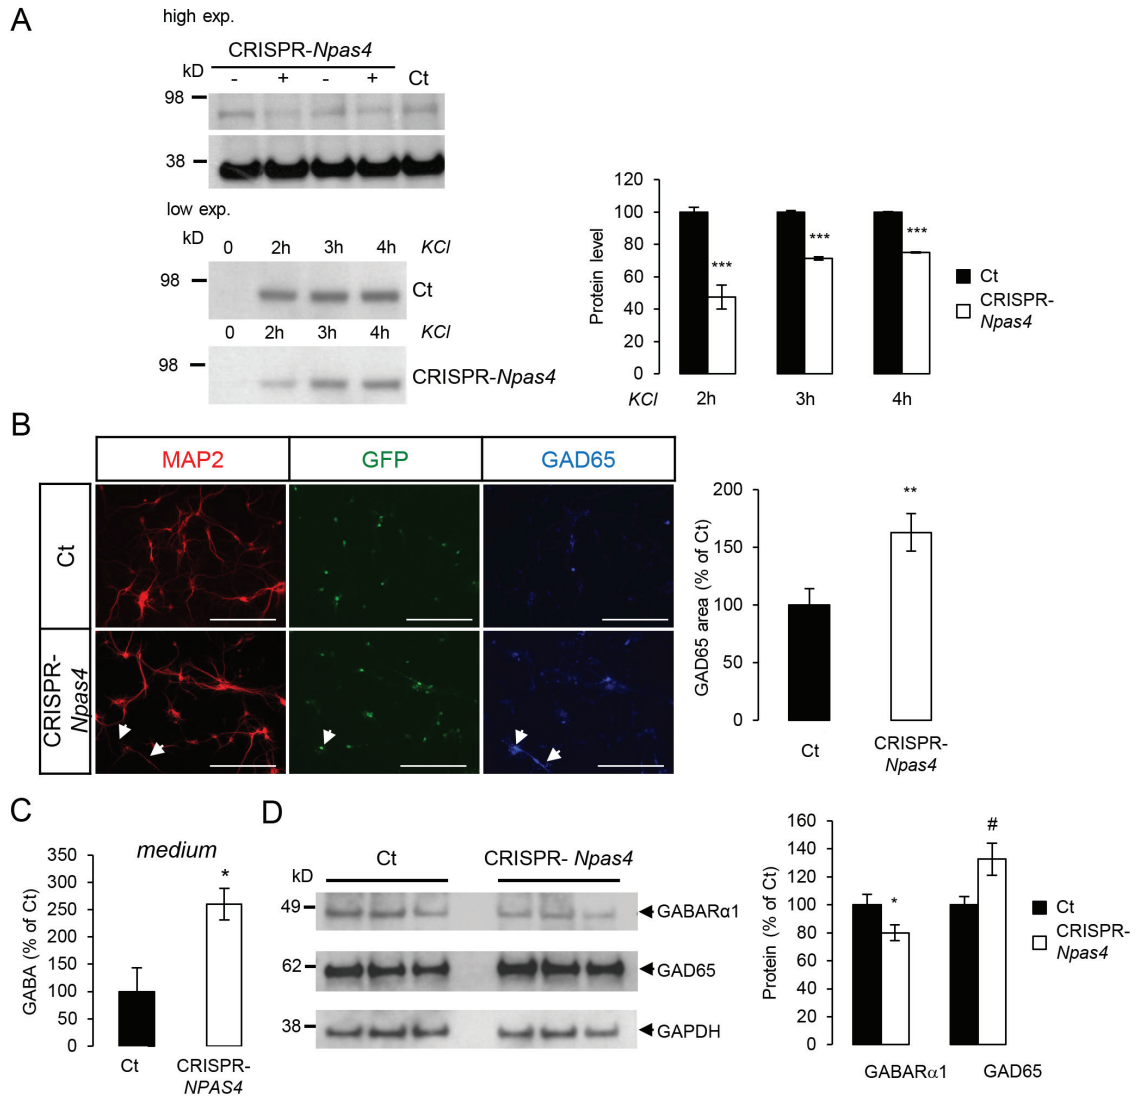 A
high exp.
CRISPR-Npas4
kD - + - + Ct
98
38
low exp.
kD 0 2h 3h 4h KCl
98 Ct
0 2h 3h 4h KCl
98 CRISPR-Npas4
120
100
80
60
40
20
0
Protein level
***
***
***
KCl 2h 3h 4h
Ct
CRISPR-
Npas4
B
MAP2 GFP GAD65
Ct
CRISPR-
Npas4
200
150
100
50
0
GAD65 area (% of Ct)
**
Ct CRISPR-
Npas4
C
medium
350
300
250
200
150
100
50
0
GABA (% of Ct)
*
Ct CRISPR-
NPAS4
D
Ct CRISPR- Npas4
kD
49 GABARα1
62 GAD65
38 GAPDH
160
140
120
100
80
60
40
20
0
Protein (% of Ct)
*
#
GABARα1 GAD65
Ct
CRISPR-
Npas4